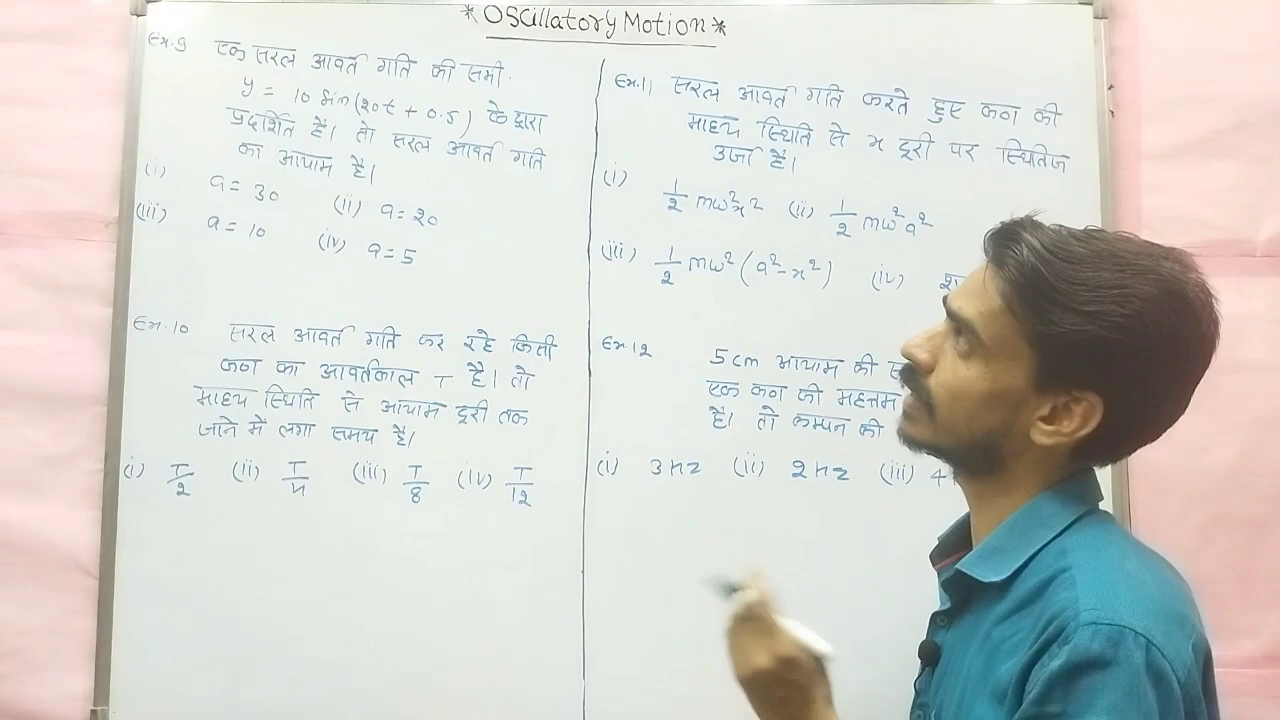 * Oscillatory Motion *
Ex. 9 एक सरल आवर्त गति की समी.
y = 10 sin(20t + 0.5) के द्वारा
प्रदर्शित है। तो सरल आवर्त गति
का आयाम है।
(i) a = 30 (ii) a = 20
(iii) a = 10 (iv) a = 5
Ex. 10 सरल आवर्त गति कर रहे किसी
कण का आवर्तकाल T है। तो
माध्य स्थिति से आयाम दूरी तक
जाने में लगा समय है।
(i) T/2 (ii) T/4 (iii) T/8 (iv) T/12
Ex. 11 सरल आवर्त गति करते हुए कण की
माध्य स्थिति से x दूरी पर स्थितिज
उर्जा है।
(i) 1/2 mω²x² (ii) 1/2 mω²a²
(iii) 1/2 mω²(a² - x²) (iv)
Ex. 12 5 cm आयाम की
एक कण की महत्तम
है। तो कम्पन की
(i) 3Hz (ii) 2Hz (iii) 4